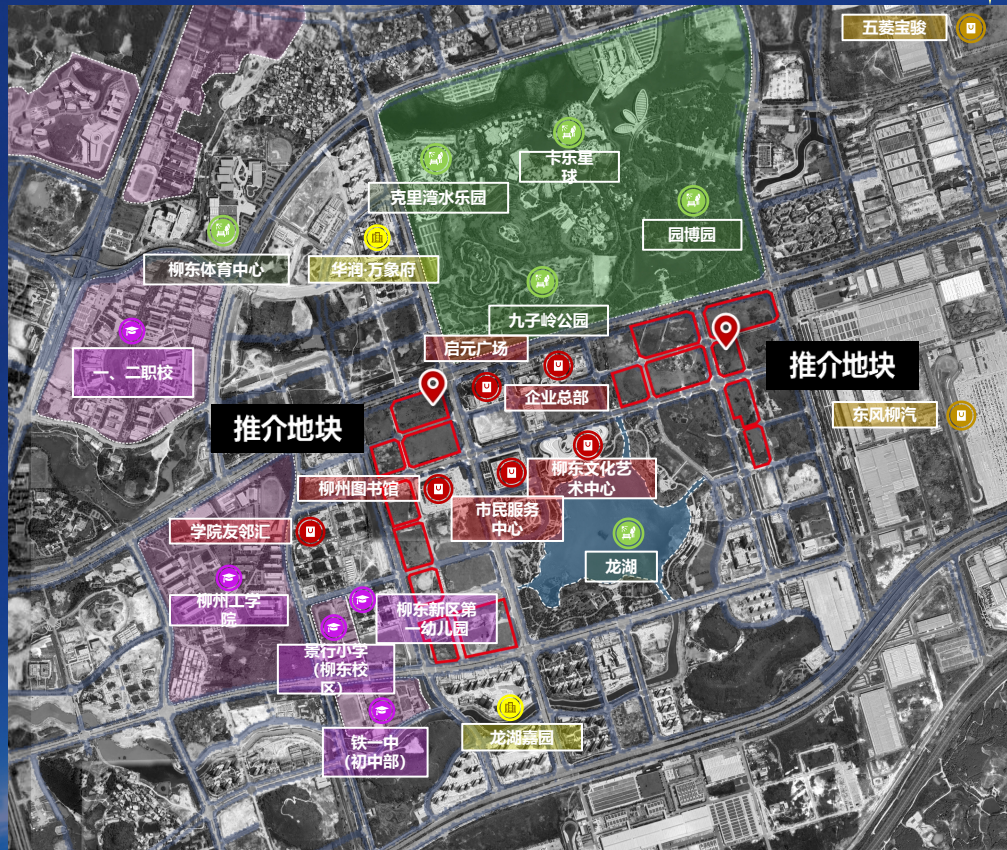 五菱宝骏
卡乐星
球
克里湾水乐园
园博园
柳东体育中心
华润·万象府
九子岭公园
启元广场
推介地块
一、二职校
企业总部
东风柳汽
推介地块
柳东文化艺
术中心
柳州图书馆
市民服务
中心
学院友邻汇
龙湖
柳州工学
院
柳东新区第
一幼儿园
景行小学
（柳东校
区）
龙湖嘉园
铁一中
（初中部）